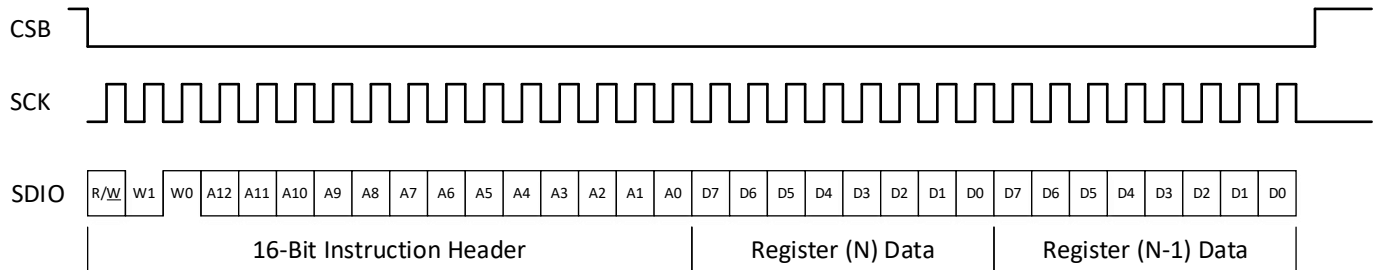 CSB
SCK
SDIO R/W W1 W0 A12 A11 A10 A9 A8 A7 A6 A5 A4 A3 A2 A1 A0 D7 D6 D5 D4 D3 D2 D1 D0 D7 D6 D5 D4 D3 D2 D1 D0
16-Bit Instruction Header Register (N) Data Register (N-1) Data